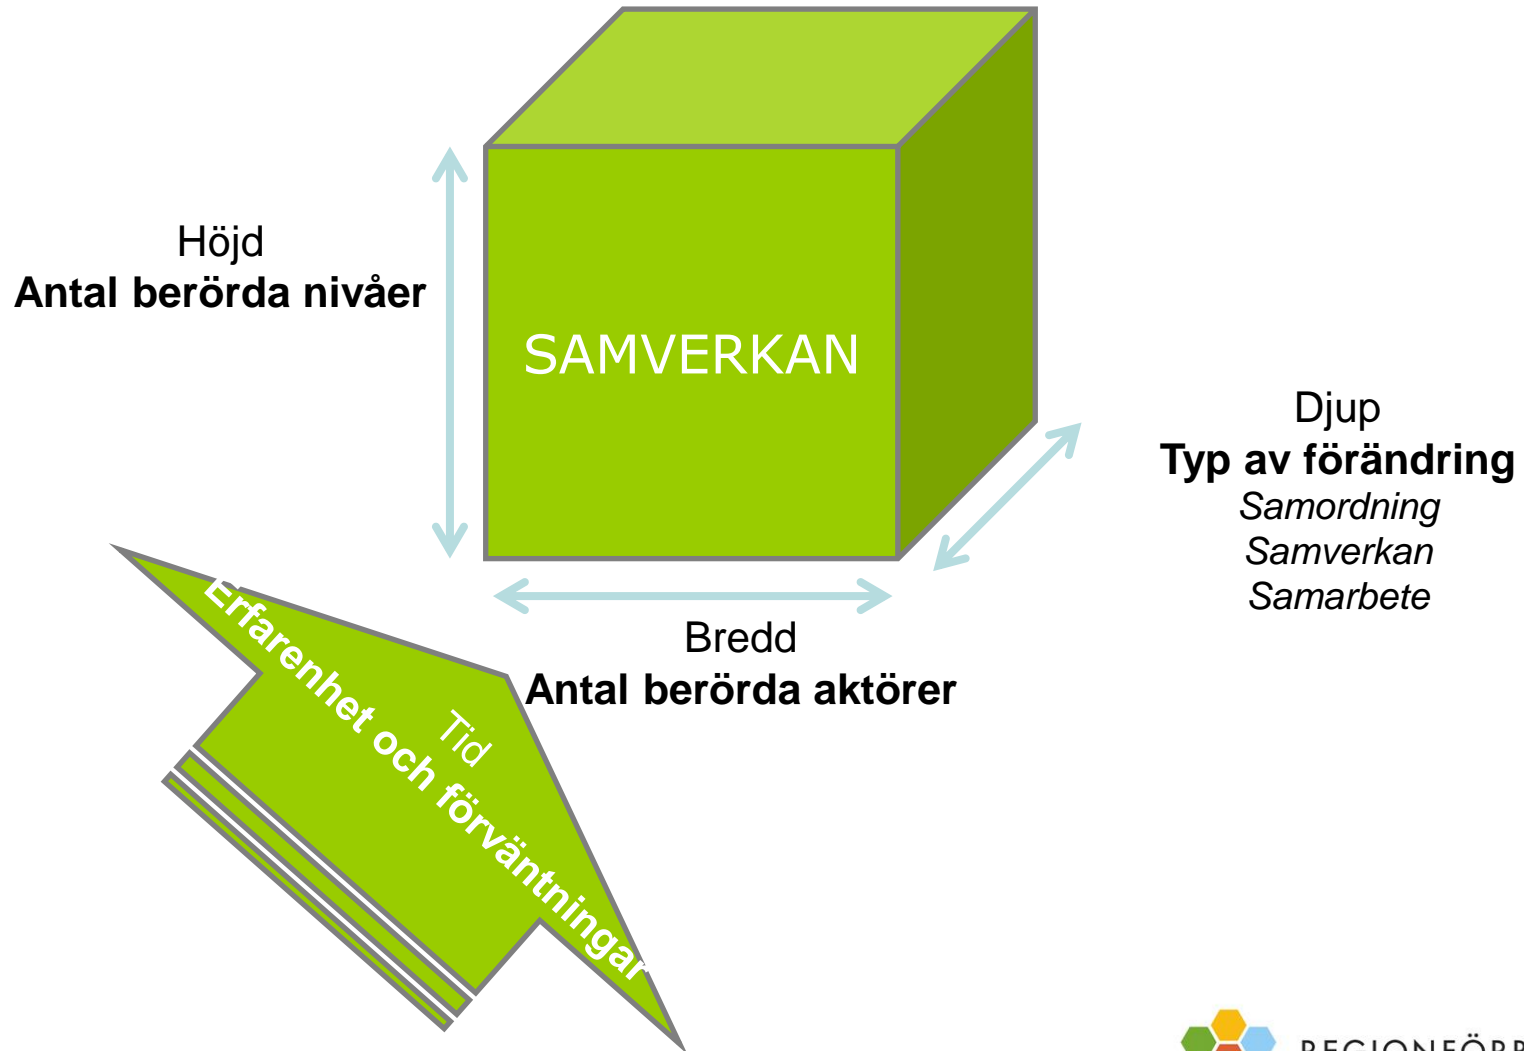 Höjd
Antal berörda nivåer
SAMVERKAN
Djup
Typ av förändring
Samordning
Samverkan
Samarbete
Bredd
Antal berörda aktörer
Tid
Erfarenhet och förväntningar